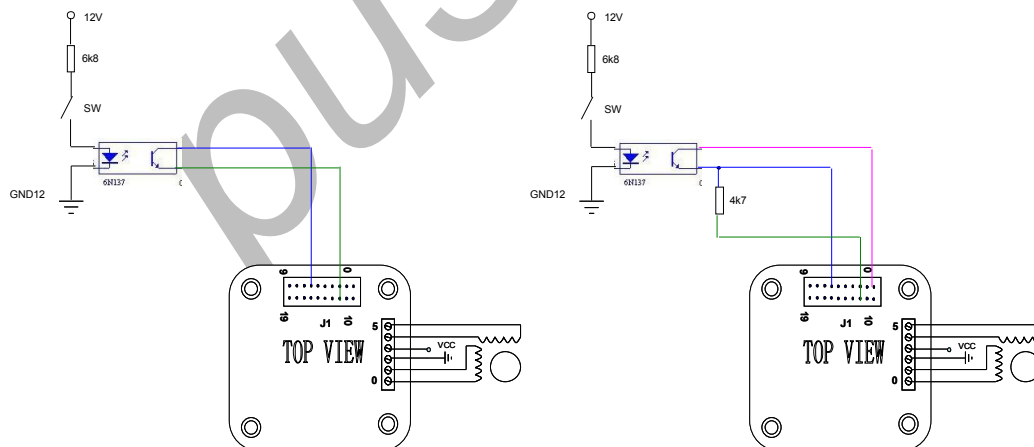 12V
6k8
SW
GND12
6N137
9
0
19
10
J1
TOP VIEW
5
VCC
0
12V
6k8
SW
GND12
6N137
4k7
9
0
19
10
J1
TOP VIEW
5
VCC
0
pus